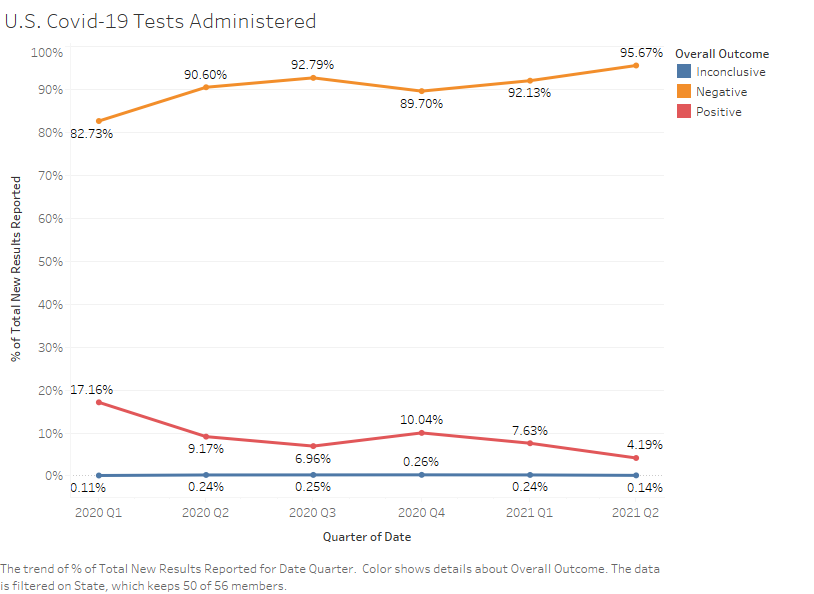 U.S. Covid-19 Tests Administered
Overall Outcome
Inconclusive
Negative
Positive
% of Total New Results Reported
100%
90%
80%
70%
60%
50%
40%
30%
20%
10%
0%
82.73%
90.60%
92.79%
89.70%
92.13%
95.67%
17.16%
9.17%
6.96%
10.04%
7.63%
4.19%
0.11%
0.24%
0.25%
0.26%
0.24%
0.14%
2020 Q1 2020 Q2 2020 Q3 2020 Q4 2021 Q1 2021 Q2
Quarter of Date
The trend of % of Total New Results Reported for Date Quarter. Color shows details about Overall Outcome. The data
is filtered on State, which keeps 50 of 56 members.